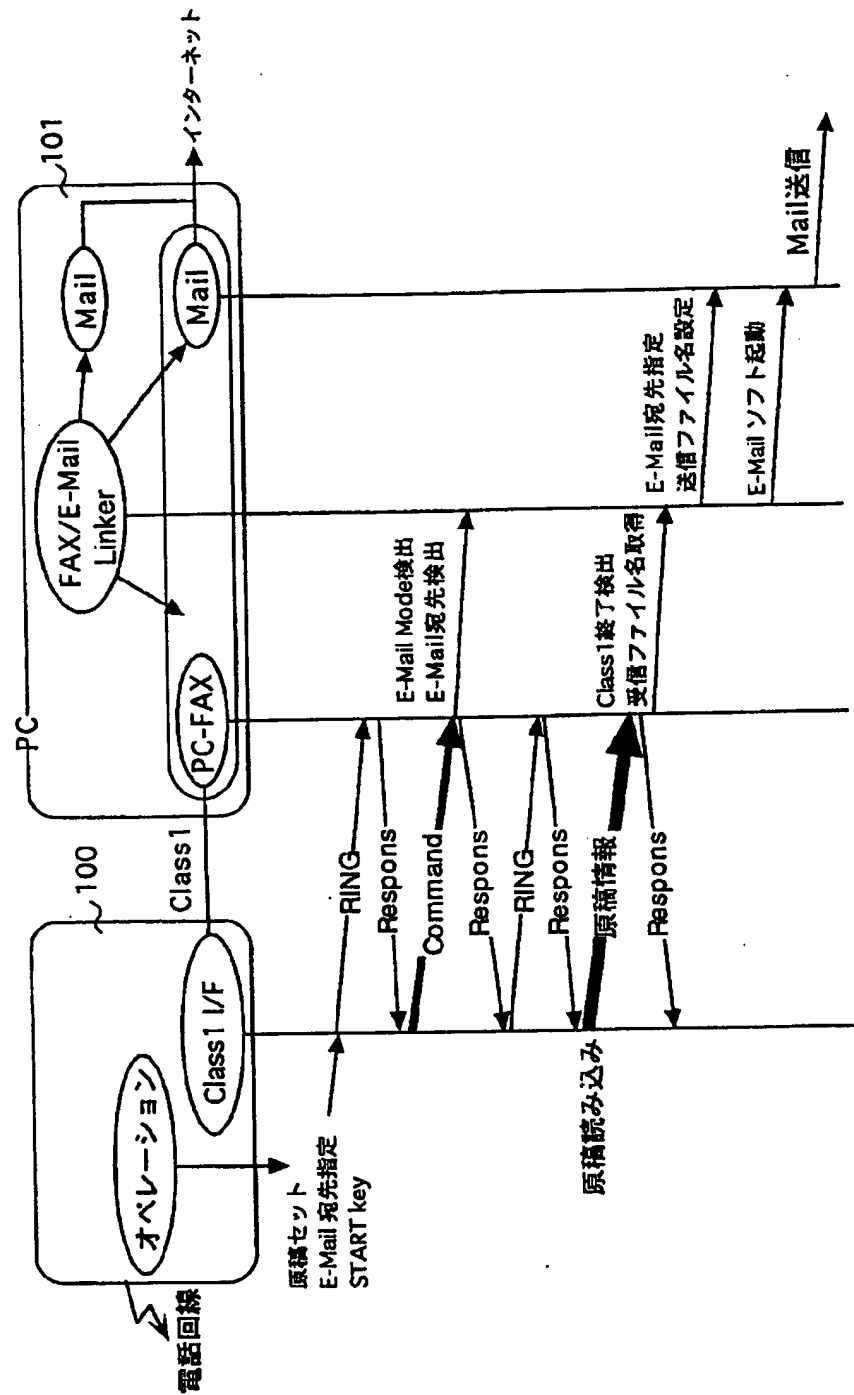 電話回線
100
オペレーション
Class1 I/F
Class1
PC
101
FAX/E-Mail
Linker
PC-FAX
Mail
Mail
インターネット
原稿セット
E-Mail 宛先指定
START key
RING
Respons
Command
E-Mail Mode検出
E-Mail宛先検出
Respons
RING
Respons
原稿読み込み
原稿情報
Class1終了検出
受信ファイル名取得
Respons
E-Mail宛先指定
送信ファイル名設定
E-Mail ソフト起動
Mail送信